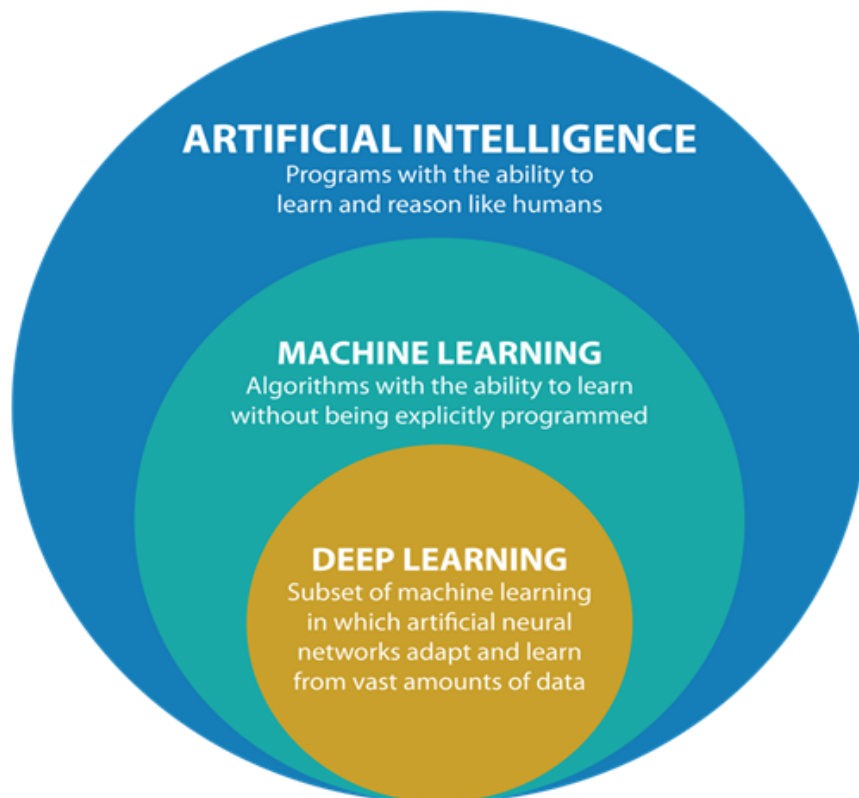 ARTIFICIAL INTELLIGENCE
Programs with the ability to
learn and reason like humans
MACHINE LEARNING
Algorithms with the ability to learn
without being explicitly programmed
DEEP LEARNING
Subset of machine learning
in which artificial neural
networks adapt and learn
from vast amounts of data